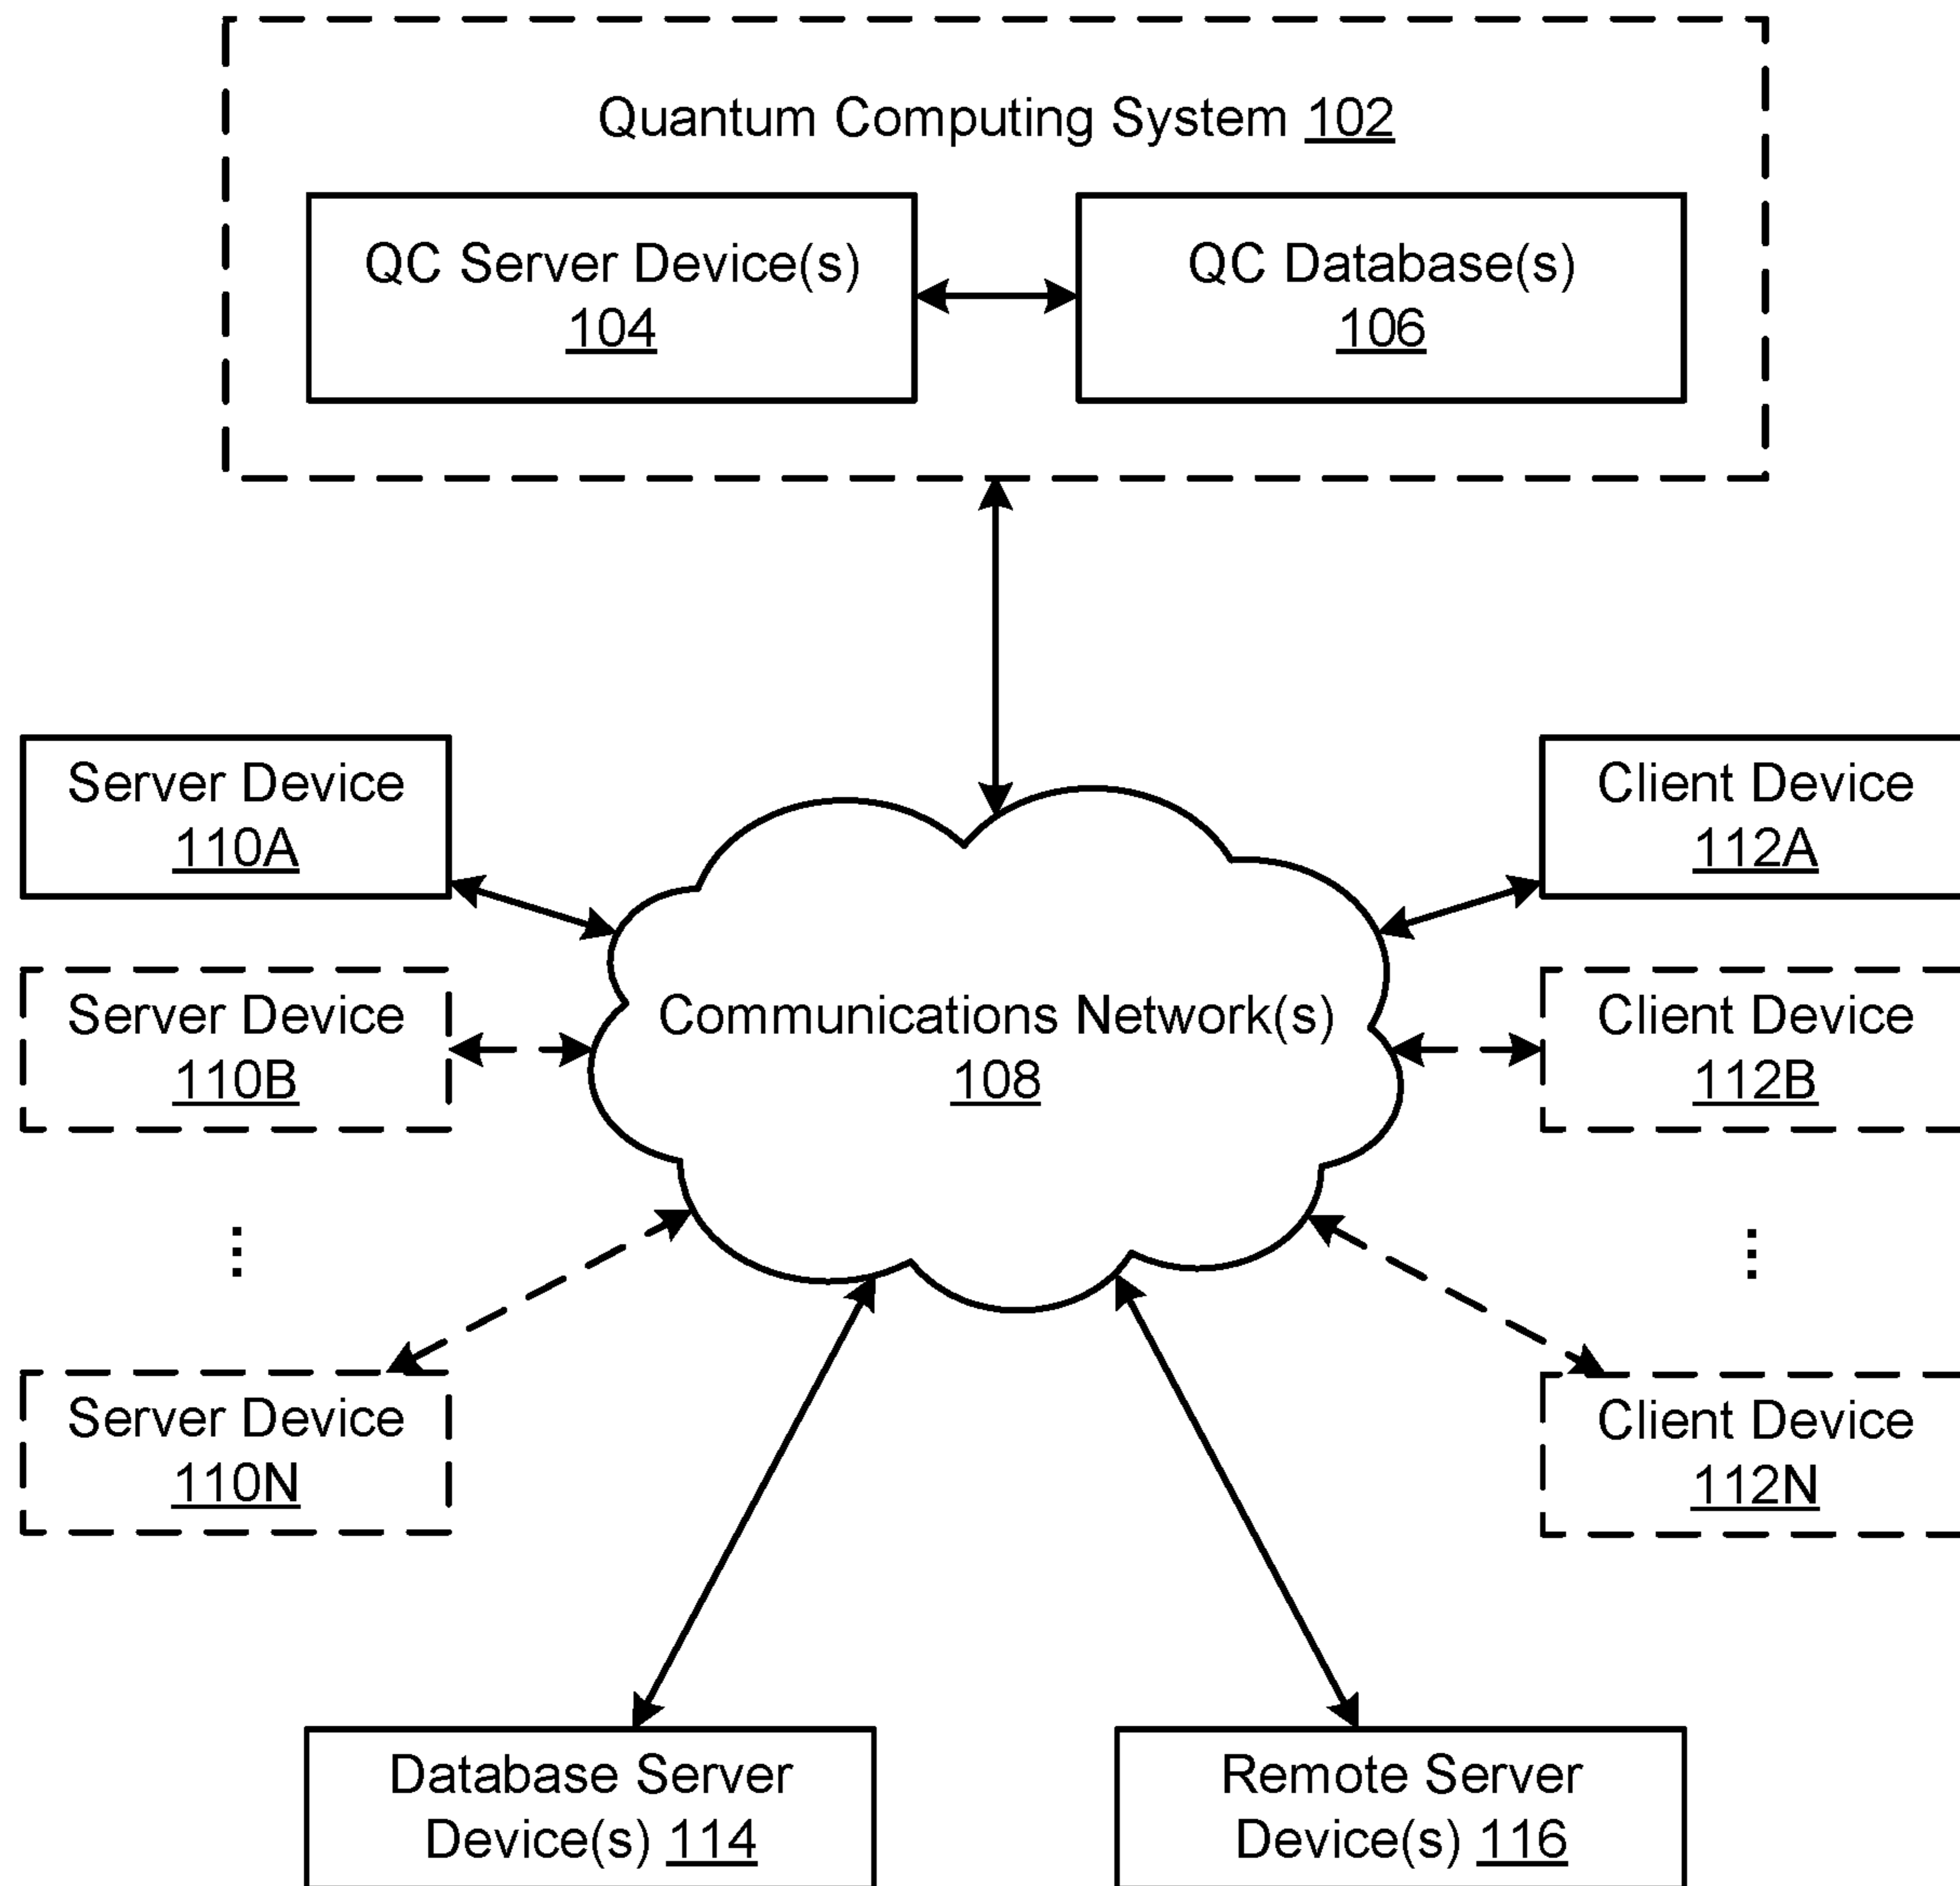 Quantum Computing System 102
QC Server Device(s)
104
QC Database(s)
106
Server Device
110A
Client Device
112A
Server Device
110B
Communications Network(s)
108
Client Device
112B
Server Device
110N
Client Device
112N
Database Server
Device(s) 114
Remote Server
Device(s) 116